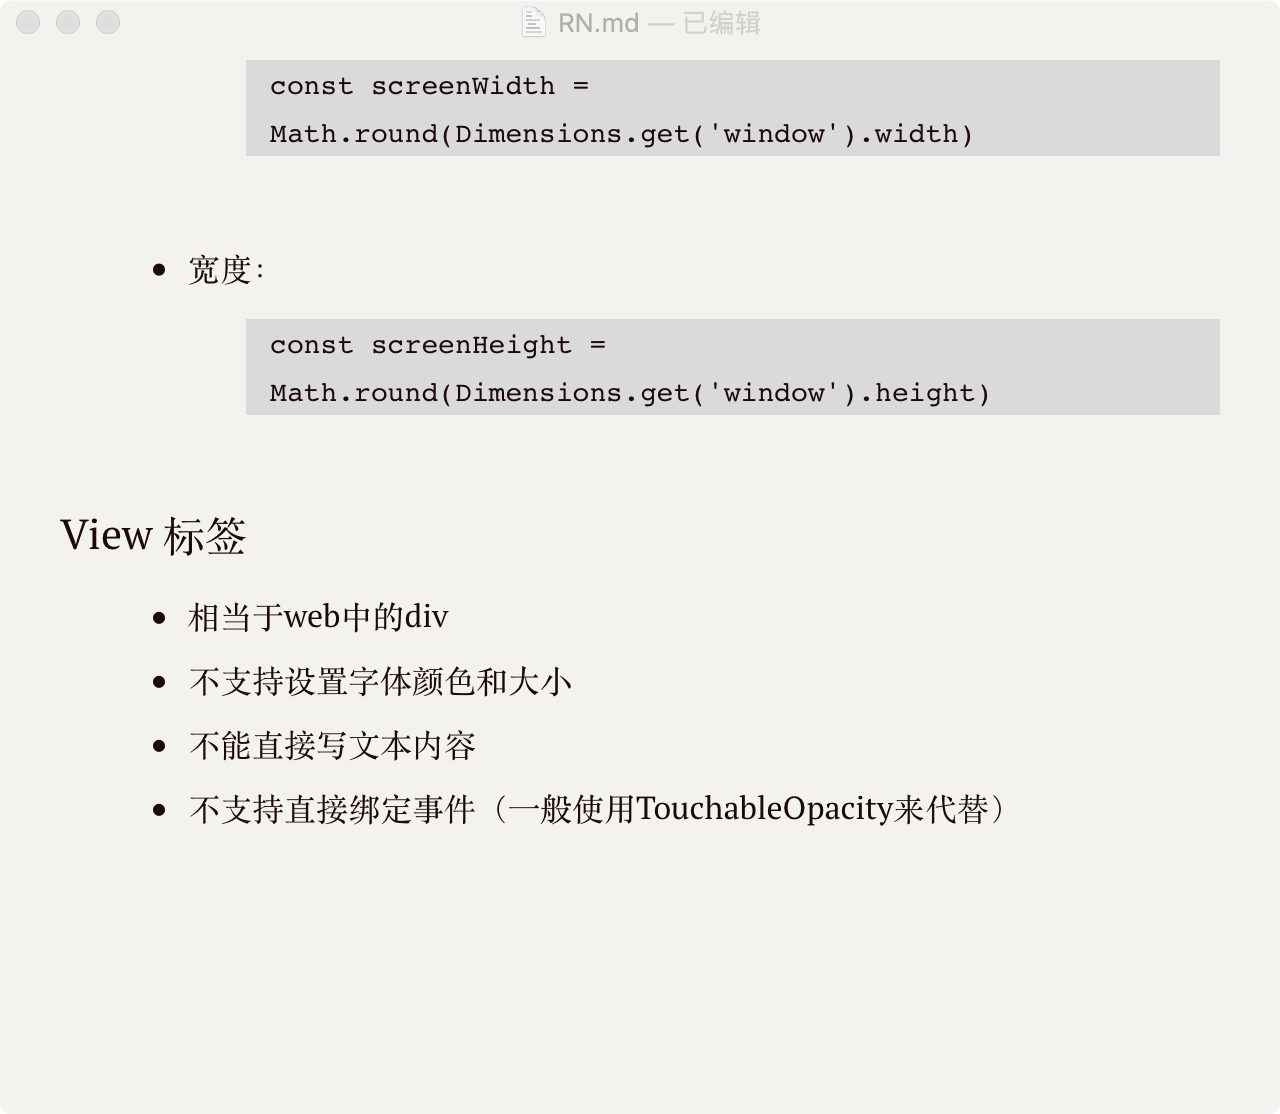 RN.md — 已编辑
const screenWidth =
Math.round(Dimensions.get('window').width)
• 宽度：
const screenHeight =
Math.round(Dimensions.get('window').height)
View 标签
• 相当于web中的div
• 不支持设置字体颜色和大小
• 不能直接写文本内容
• 不支持直接绑定事件（一般使用TouchableOpacity来代替）